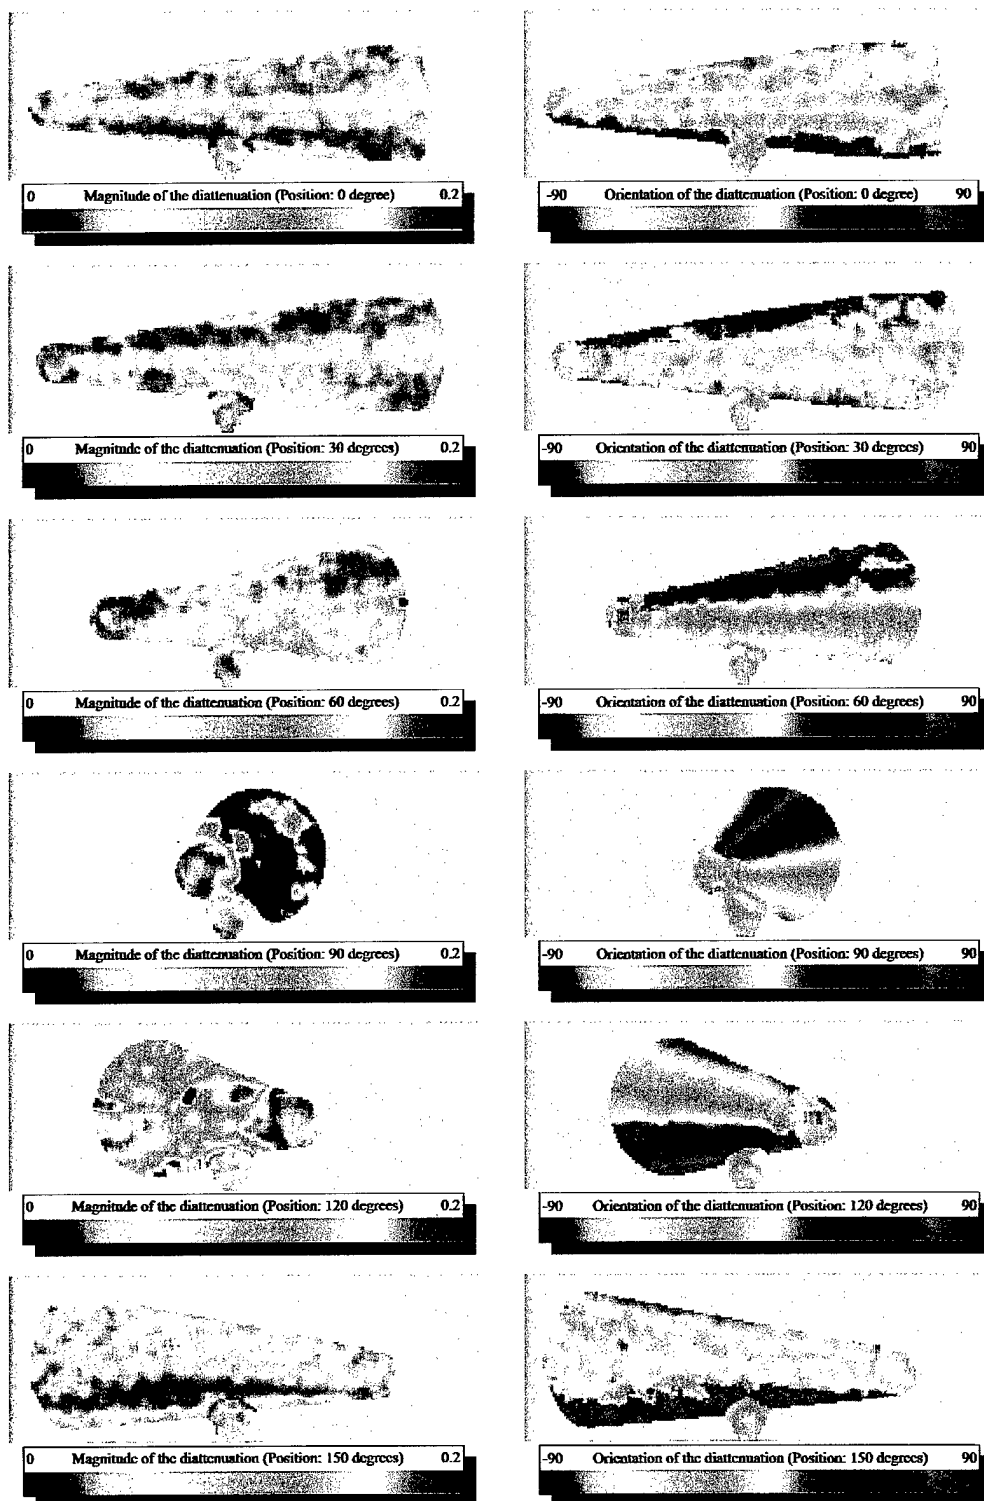 0 Magnitude of the diattenuation (Position: 0 degree) 0.2
-90 Orientation of the diattenuation (Position: 0 degree) 90
0 Magnitude of the diattenuation (Position: 30 degrees) 0.2
-90 Orientation of the diattenuation (Position: 30 degrees) 90
0 Magnitude of the diattenuation (Position: 60 degrees) 0.2
-90 Orientation of the diattenuation (Position: 60 degrees) 90
0 Magnitude of the diattenuation (Position: 90 degrees) 0.2
-90 Orientation of the diattenuation (Position: 90 degrees) 90
0 Magnitude of the diattenuation (Position: 120 degrees) 0.2
-90 Orientation of the diattenuation (Position: 120 degrees) 90
0 Magnitude of the diattenuation (Position: 150 degrees) 0.2
-90 Orientation of the diattenuation (Position: 150 degrees) 90